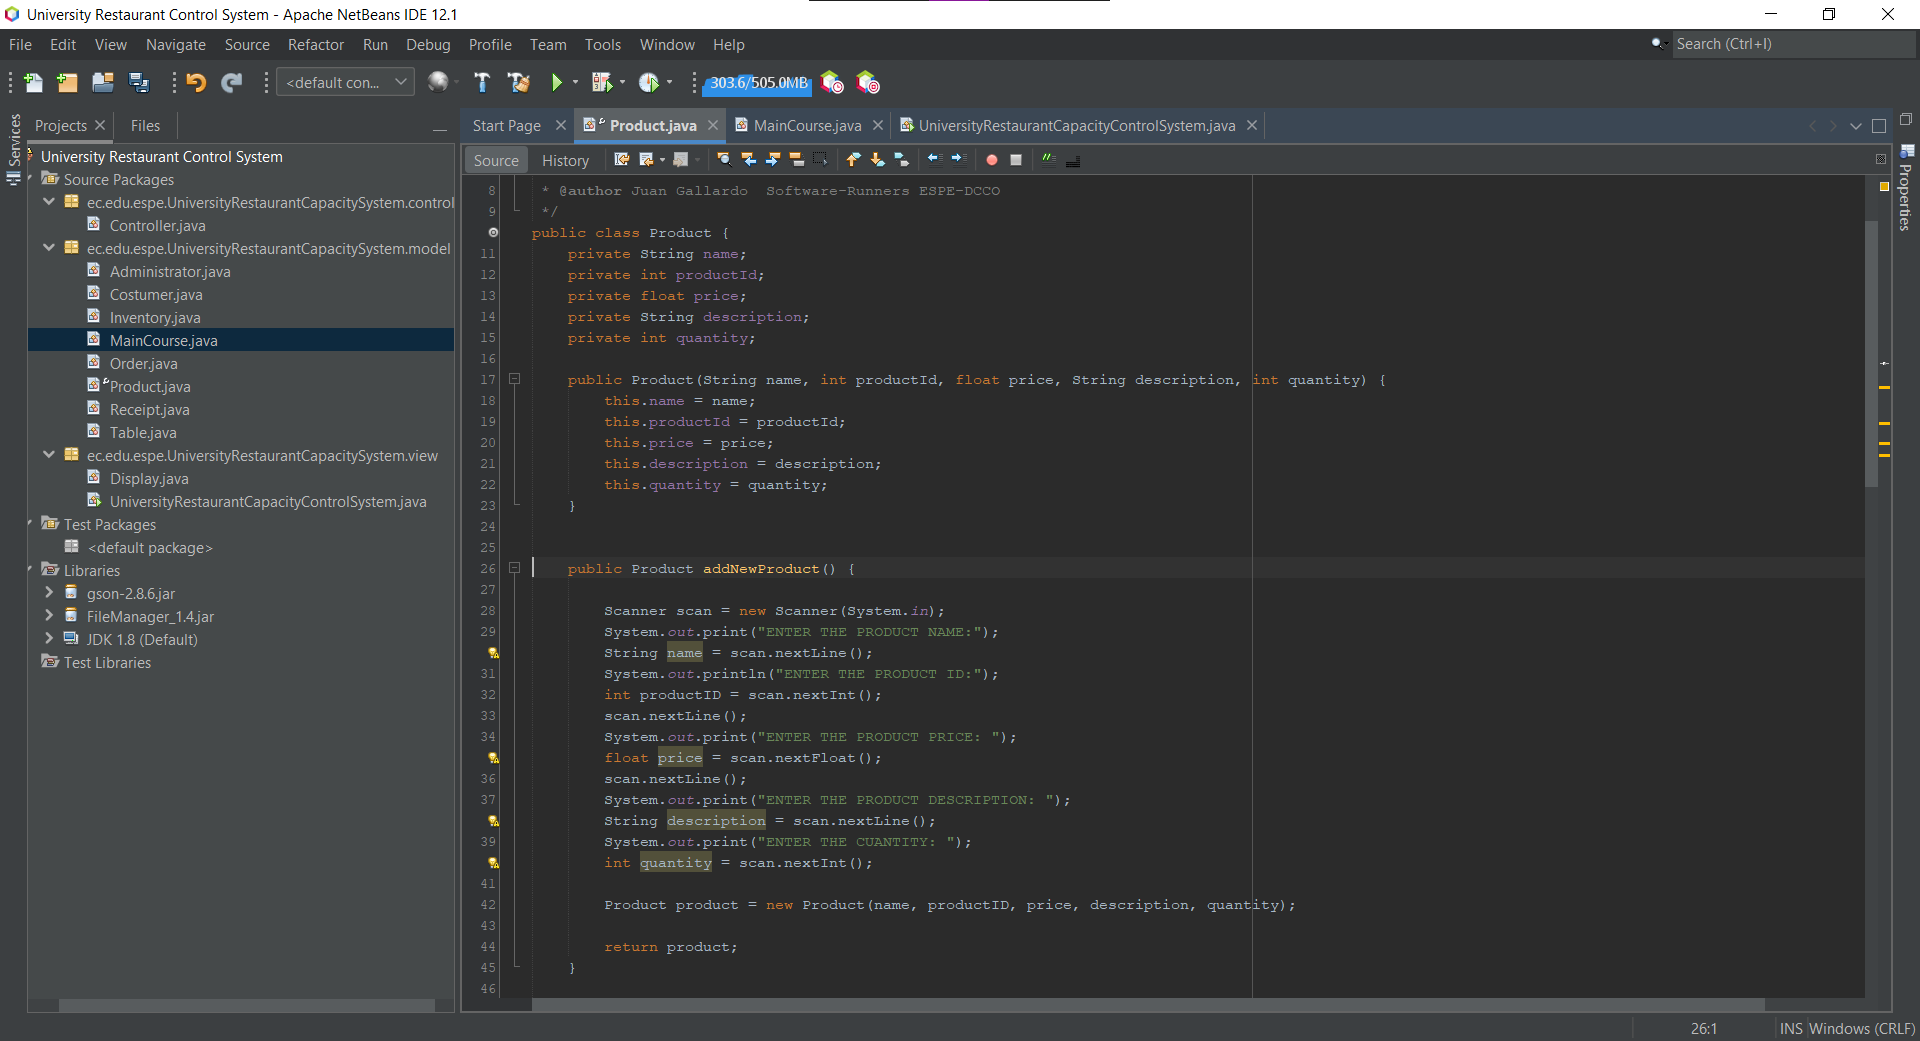 University Restaurant Control System - Apache NetBeans IDE 12.1
File Edit View Navigate Source Refactor Run Debug Profile Team Tools Window Help
Search (Ctrl+I)
<default con...
303.6/505.0MB
Services
Projects Files
Start Page Product.java MainCourse.java UniversityRestaurantCapacityControlSystem.java
Properties
Source History
University Restaurant Control System
Source Packages
ec.edu.espe.UniversityRestaurantCapacitySystem.control
Controller.java
ec.edu.espe.UniversityRestaurantCapacitySystem.model
Administrator.java
Costumer.java
Inventory.java
MainCourse.java
Order.java
Product.java
Receipt.java
Table.java
ec.edu.espe.UniversityRestaurantCapacitySystem.view
Display.java
UniversityRestaurantCapacityControlSystem.java
Test Packages
<default package>
Libraries
gson-2.8.6.jar
FileManager_1.4.jar
JDK 1.8 (Default)
Test Libraries
8 * @author Juan Gallardo  Software-Runners ESPE-DCCO
9 */
public class Product {
11 private String name;
12 private int productId;
13 private float price;
14 private String description;
15 private int quantity;
16
17 public Product(String name, int productId, float price, String description, int quantity) {
18 this.name = name;
19 this.productId = productId;
20 this.price = price;
21 this.description = description;
22 this.quantity = quantity;
23 }
24
25
26 public Product addNewProduct() {
27
28 Scanner scan = new Scanner(System.in);
29 System.out.print("ENTER THE PRODUCT NAME:");
String name = scan.nextLine();
31 System.out.println("ENTER THE PRODUCT ID:");
32 int productID = scan.nextInt();
33 scan.nextLine();
34 System.out.print("ENTER THE PRODUCT PRICE: ");
float price = scan.nextFloat();
36 scan.nextLine();
37 System.out.print("ENTER THE PRODUCT DESCRIPTION: ");
String description = scan.nextLine();
39 System.out.print("ENTER THE CUANTITY: ");
int quantity = scan.nextInt();
41
42 Product product = new Product(name, productID, price, description, quantity);
43
44 return product;
45 }
46
26:1 INS Windows (CRLF)